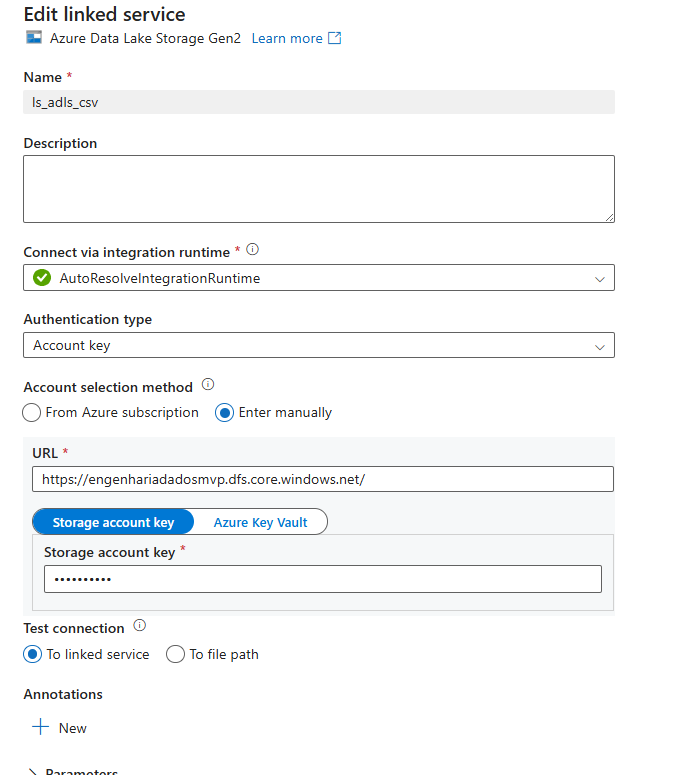 Edit linked service
Azure Data Lake Storage Gen2 Learn more
Name *
ls_adls_csv
Description
Connect via integration runtime *
AutoResolveIntegrationRuntime
Authentication type
Account key
Account selection method
From Azure subscription Enter manually
URL *
https://engenhariadadosmvp.dfs.core.windows.net/
Storage account key Azure Key Vault
Storage account key *
••••••••••
Test connection
To linked service To file path
Annotations
New
Parameters